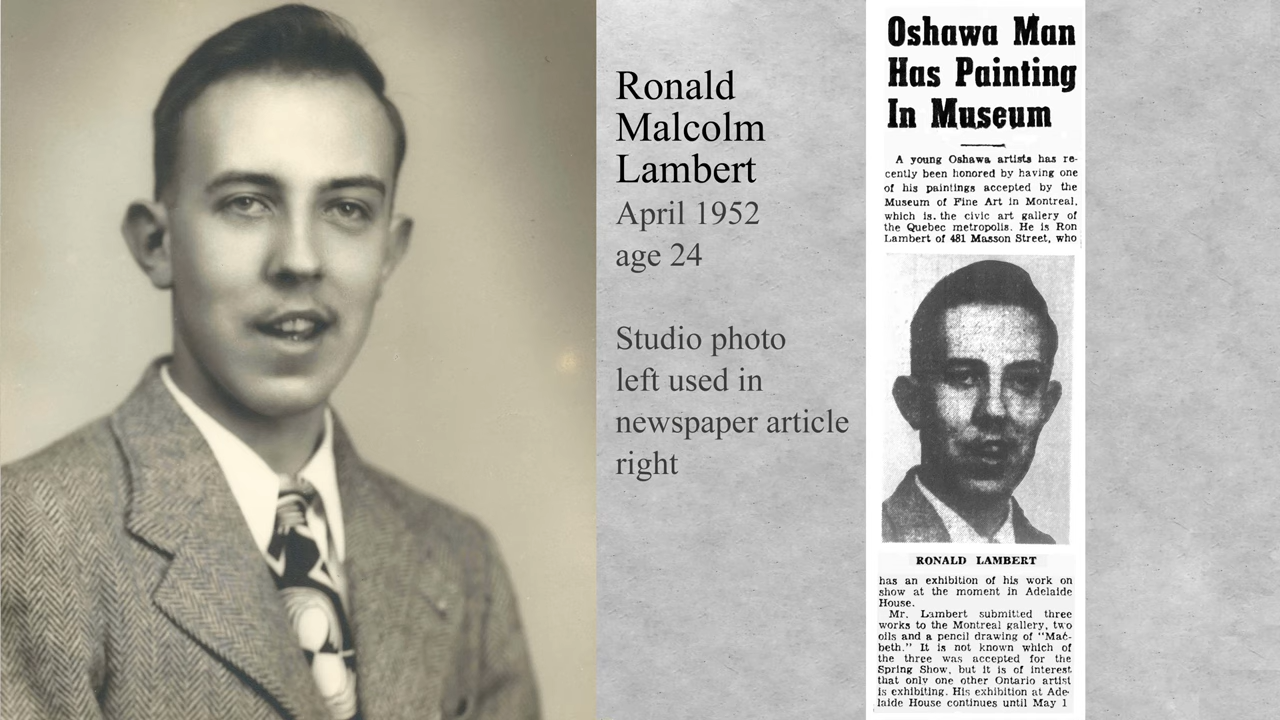 Ronald
Malcolm
Lambert
April 1952
age 24
Studio photo
left used in
newspaper article
right
Oshawa Man
Has Painting
In Museum
A young Oshawa artists has re-
cently been honored by having one
of his paintings accepted by the
Museum of Fine Art in Montreal,
which is. the civic art gallery of
the Quebec metropolis. He is Ron
Lambert of 481 Masson Street, who
RONALD LAMBERT
has an exhibition of his work on
show at the moment in Adelaide
House.
Mr. Lambert submitted three
works to the Montreal gallery, two
oils and a pencil drawing of "Mac-
beth." It is not known which of
the three was accepted for the
Spring Show, but it is of interest
that only one other Ontario artist
is exhibiting. His exhibition at Ade-
laide House continues until May 1